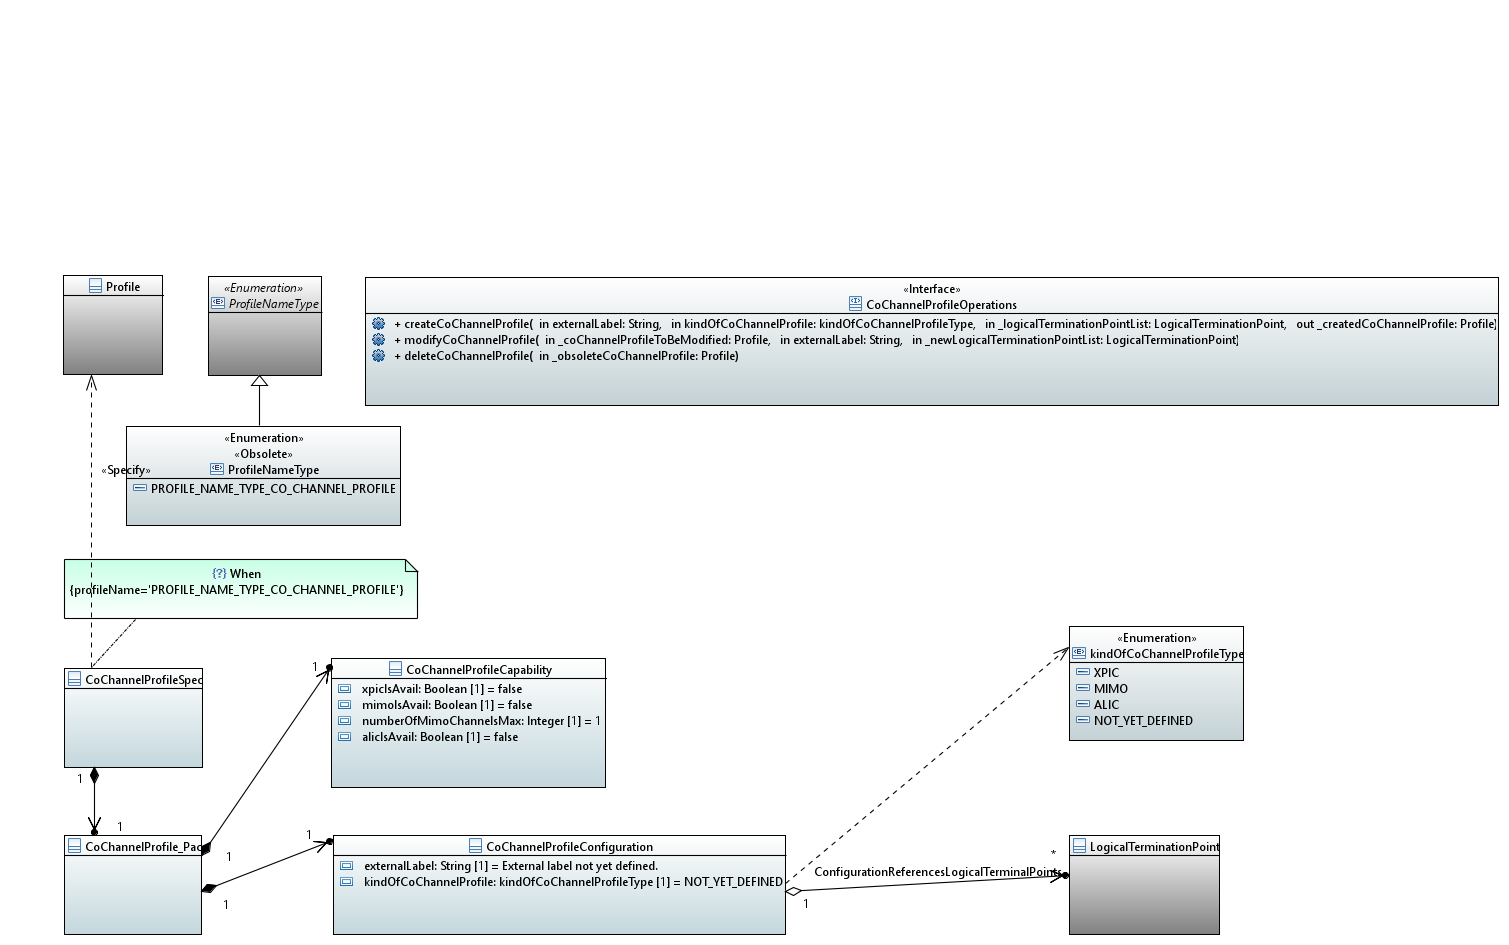 Profile
«Enumeration»
ProfileNameType
«Interface»
CoChannelProfileOperations
+ createCoChannelProfile( in externalLabel: String, in kindOfCoChannelProfile: kindOfCoChannelProfileType, in _logicalTerminationPointList: LogicalTerminationPoint, out _createdCoChannelProfile: Profile)
+ modifyCoChannelProfile( in _coChannelProfileToBeModified: Profile, in externalLabel: String, in _newLogicalTerminationPointList: LogicalTerminationPoint)
+ deleteCoChannelProfile( in _obsoleteCoChannelProfile: Profile)
«Enumeration»
«Obsolete»
ProfileNameType
PROFILE_NAME_TYPE_CO_CHANNEL_PROFILE
«Specify»
{?} When
{profileName='PROFILE_NAME_TYPE_CO_CHANNEL_PROFILE'}
CoChannelProfileSpec
1
1
CoChannelProfileCapability
xpicIsAvail: Boolean [1] = false
mimoIsAvail: Boolean [1] = false
numberOfMimoChannelsMax: Integer [1] = 1
alicIsAvail: Boolean [1] = false
«Enumeration»
kindOfCoChannelProfileType
XPIC
MIMO
ALIC
NOT_YET_DEFINED
1
CoChannelProfile_Pac
1
1
1
CoChannelProfileConfiguration
externalLabel: String [1] = External label not yet defined.
kindOfCoChannelProfile: kindOfCoChannelProfileType [1] = NOT_YET_DEFINED
*
ConfigurationReferencesLogicalTerminalPoints
1
LogicalTerminationPoint